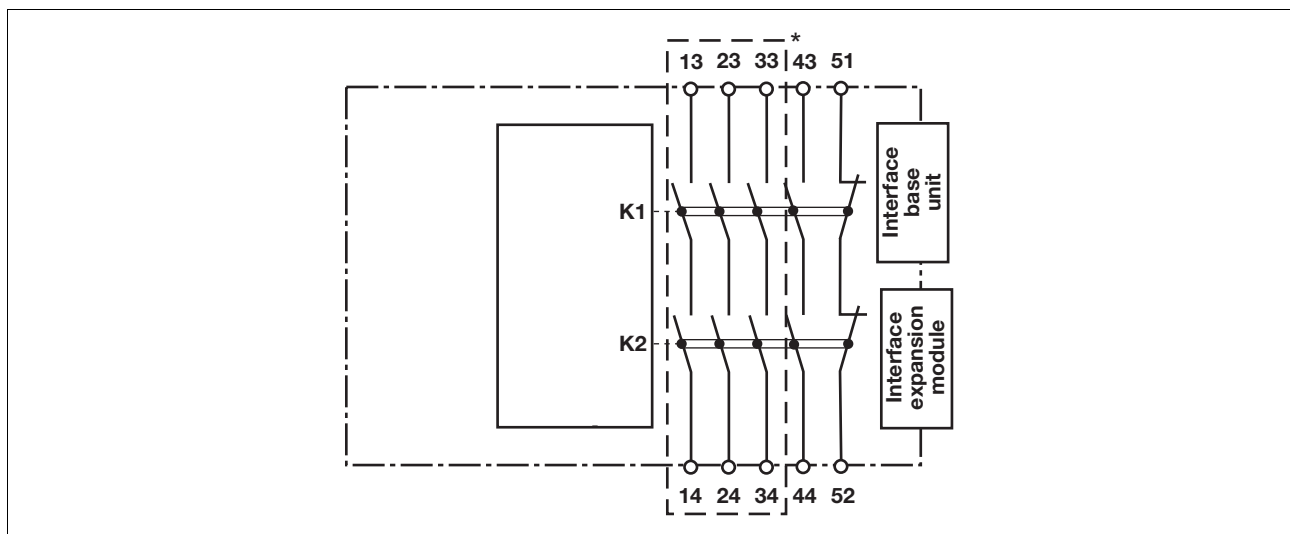 *
13 23 33 43 51
Interface
base
unit
K1
K2
Interface
expansion
module
14 24 34 44 52